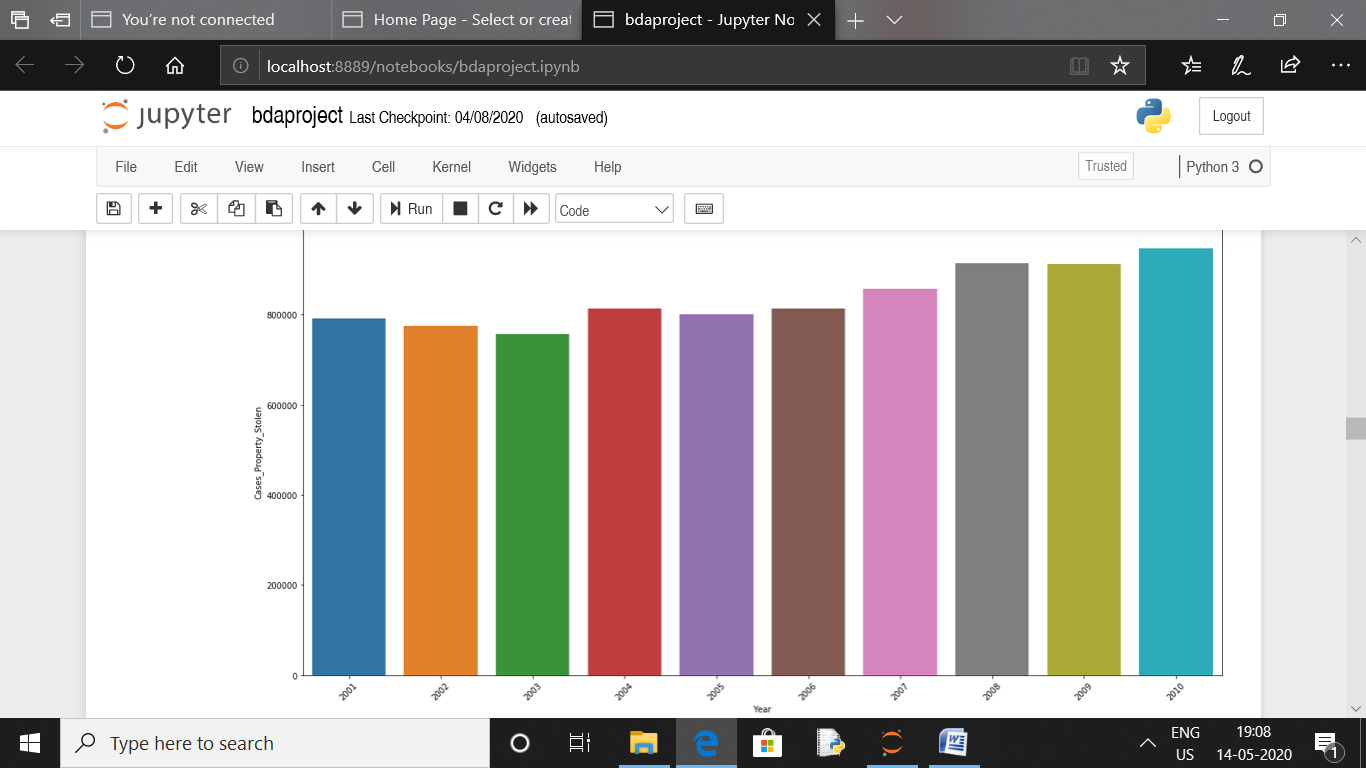 You're not connected
Home Page - Select or creat
bdaproject - Jupyter No
localhost:8889/notebooks/bdaproject.ipynb
jupyter bdaproject Last Checkpoint: 04/08/2020 (autosaved)
Logout
File Edit View Insert Cell Kernel Widgets Help
Trusted
Python 3
Run
Code
800000
600000
400000
200000
0
Cases_Property_Stolen
2001 2002 2003 2004 2005 2006 2007 2008 2009 2010
Year
Type here to search
ENG
US
19:08
14-05-2020
1